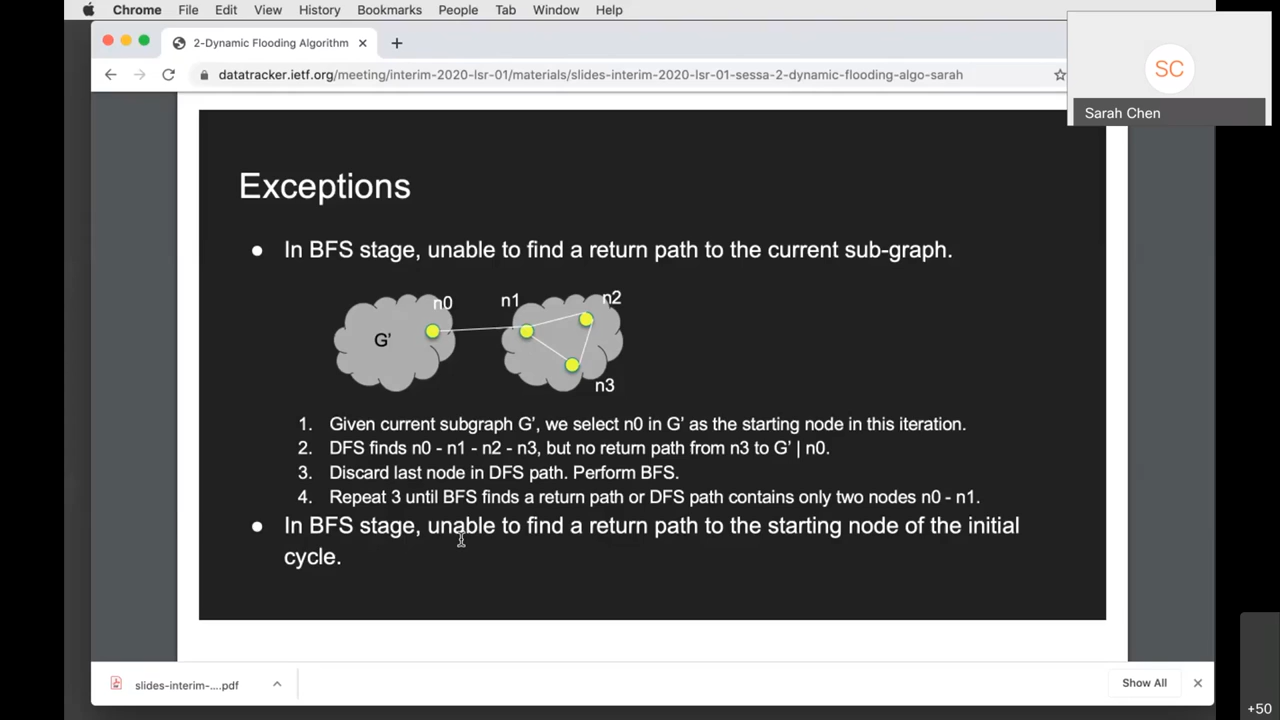 Chrome File Edit View History Bookmarks People Tab Window Help
2-Dynamic Flooding Algorithm
datatracker.ietf.org/meeting/interim-2020-lsr-01/materials/slides-interim-2020-lsr-01-sessa-2-dynamic-flooding-algo-sarah
SC
Sarah Chen
Exceptions
● In BFS stage, unable to find a return path to the current sub-graph.
n0 n1 n2
G'
n3
1. Given current subgraph G', we select n0 in G' as the starting node in this iteration.
2. DFS finds n0 - n1 - n2 - n3, but no return path from n3 to G' | n0.
3. Discard last node in DFS path. Perform BFS.
4. Repeat 3 until BFS finds a return path or DFS path contains only two nodes n0 - n1.
● In BFS stage, unable to find a return path to the starting node of the initial
cycle.
slides-interim-....pdf
Show All
+50